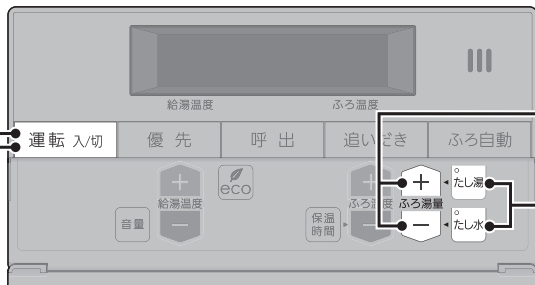 給湯温度 ふろ温度
運転 入/切 優先 呼出 追いだき ふろ自動
+ eco + + たし湯
給湯温度 ふろ温度 ふろ湯量
音量 − 保温時間 − − たし水